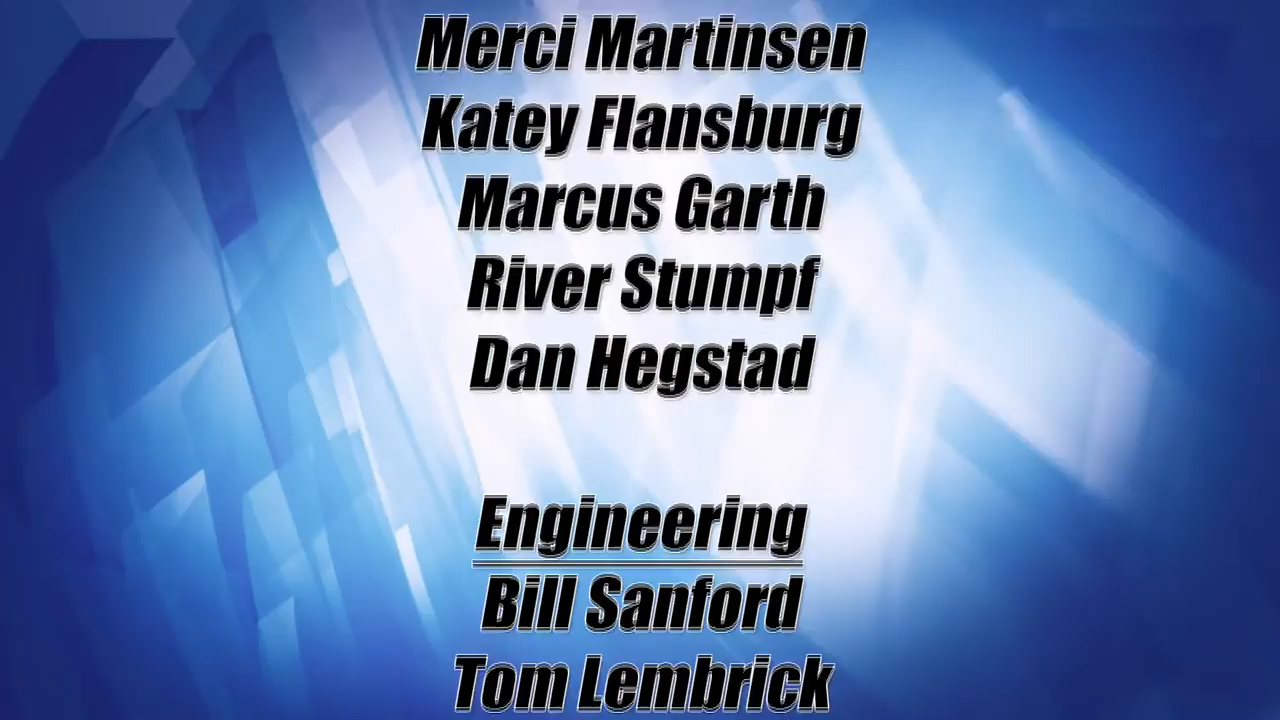 Merci Martinsen
Katey Flansburg
Marcus Garth
River Stumpf
Dan Hegstad
Engineering
Bill Sanford
Tom Lembrick